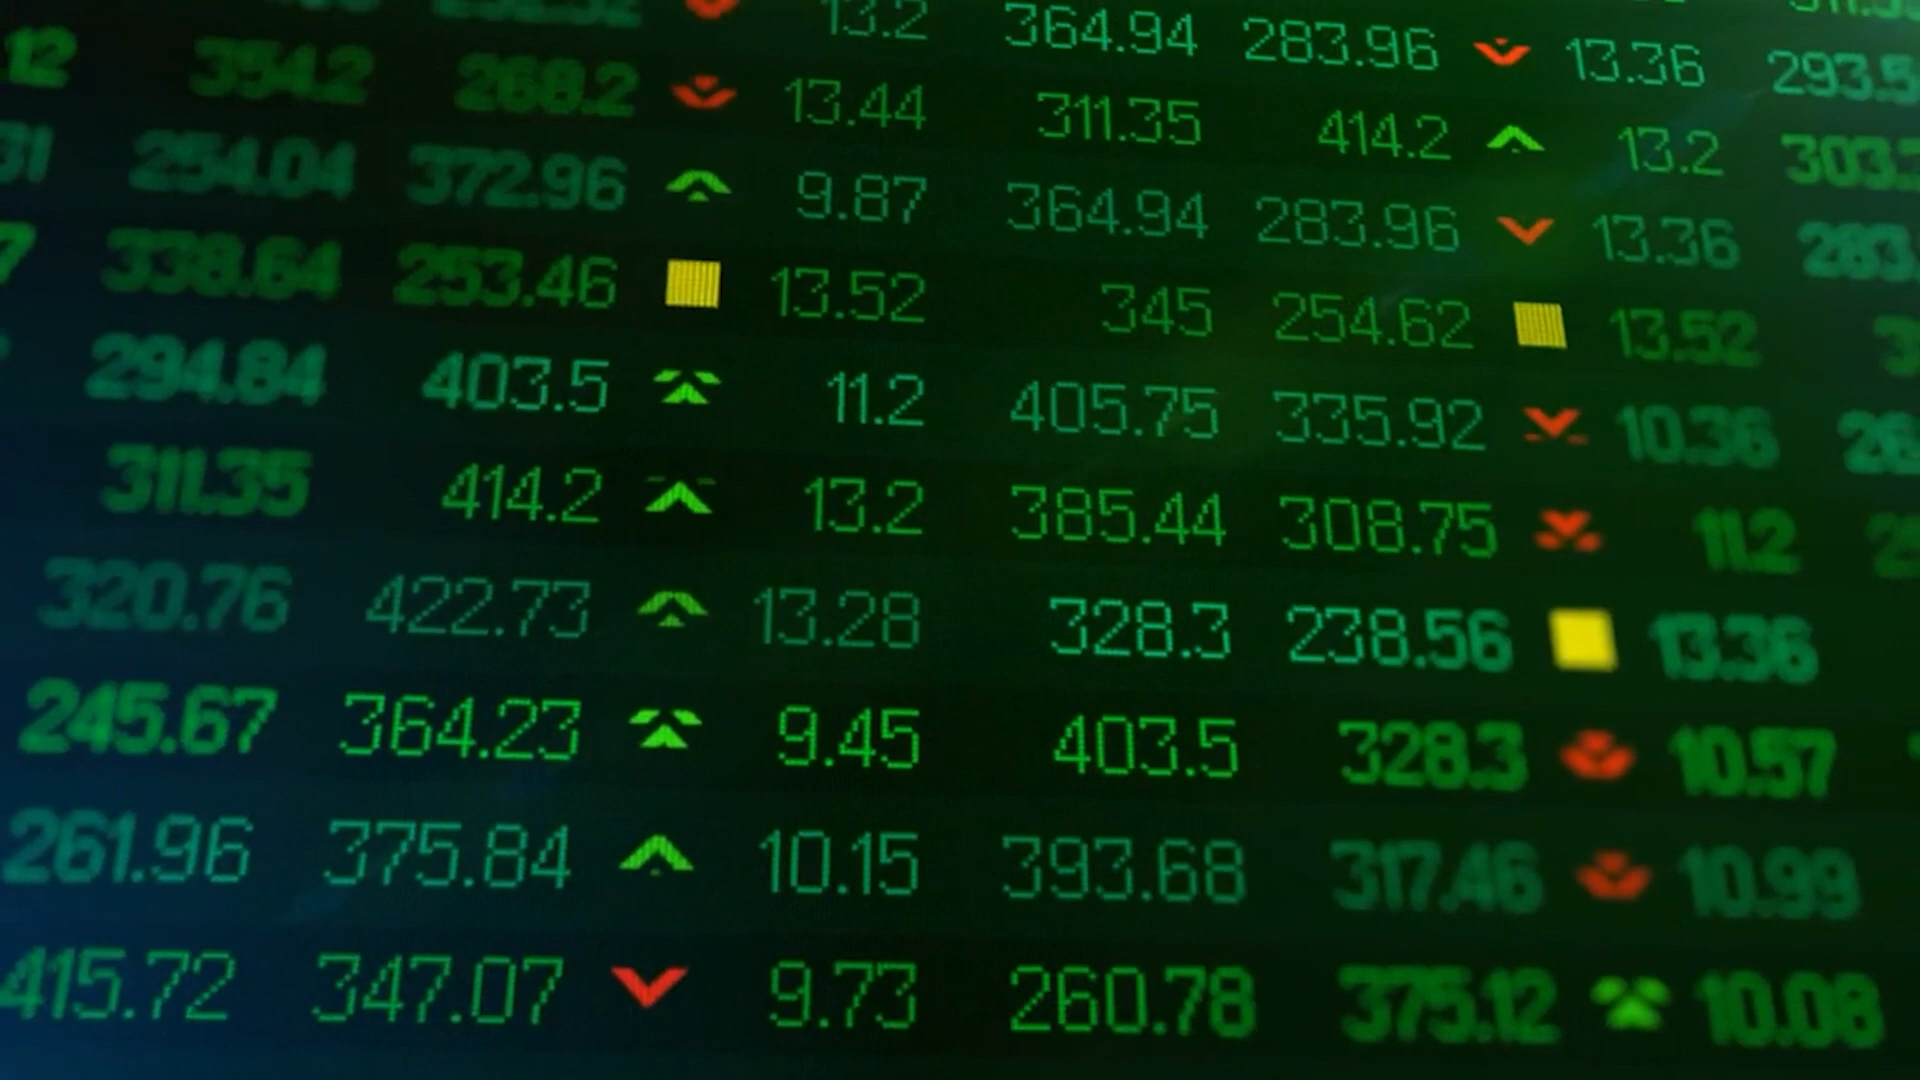 13.2 364.94 283.96 13.36 293.5
.12 354.2 268.2 13.44 311.35 414.2 13.2 303.
31 254.04 372.96 9.87 364.94 283.96 13.36 283.
7 338.64 253.46 13.52 345 254.62 13.52
294.84 403.5 11.2 405.75 335.92 10.36 26
311.35 414.2 13.2 385.44 308.75 11.2
320.76 422.73 13.28 328.3 238.56 13.36
245.67 364.23 9.45 403.5 328.3 10.57
261.96 375.84 10.15 393.68 317.46 10.99
415.72 347.07 9.73 260.78 375.12 10.08